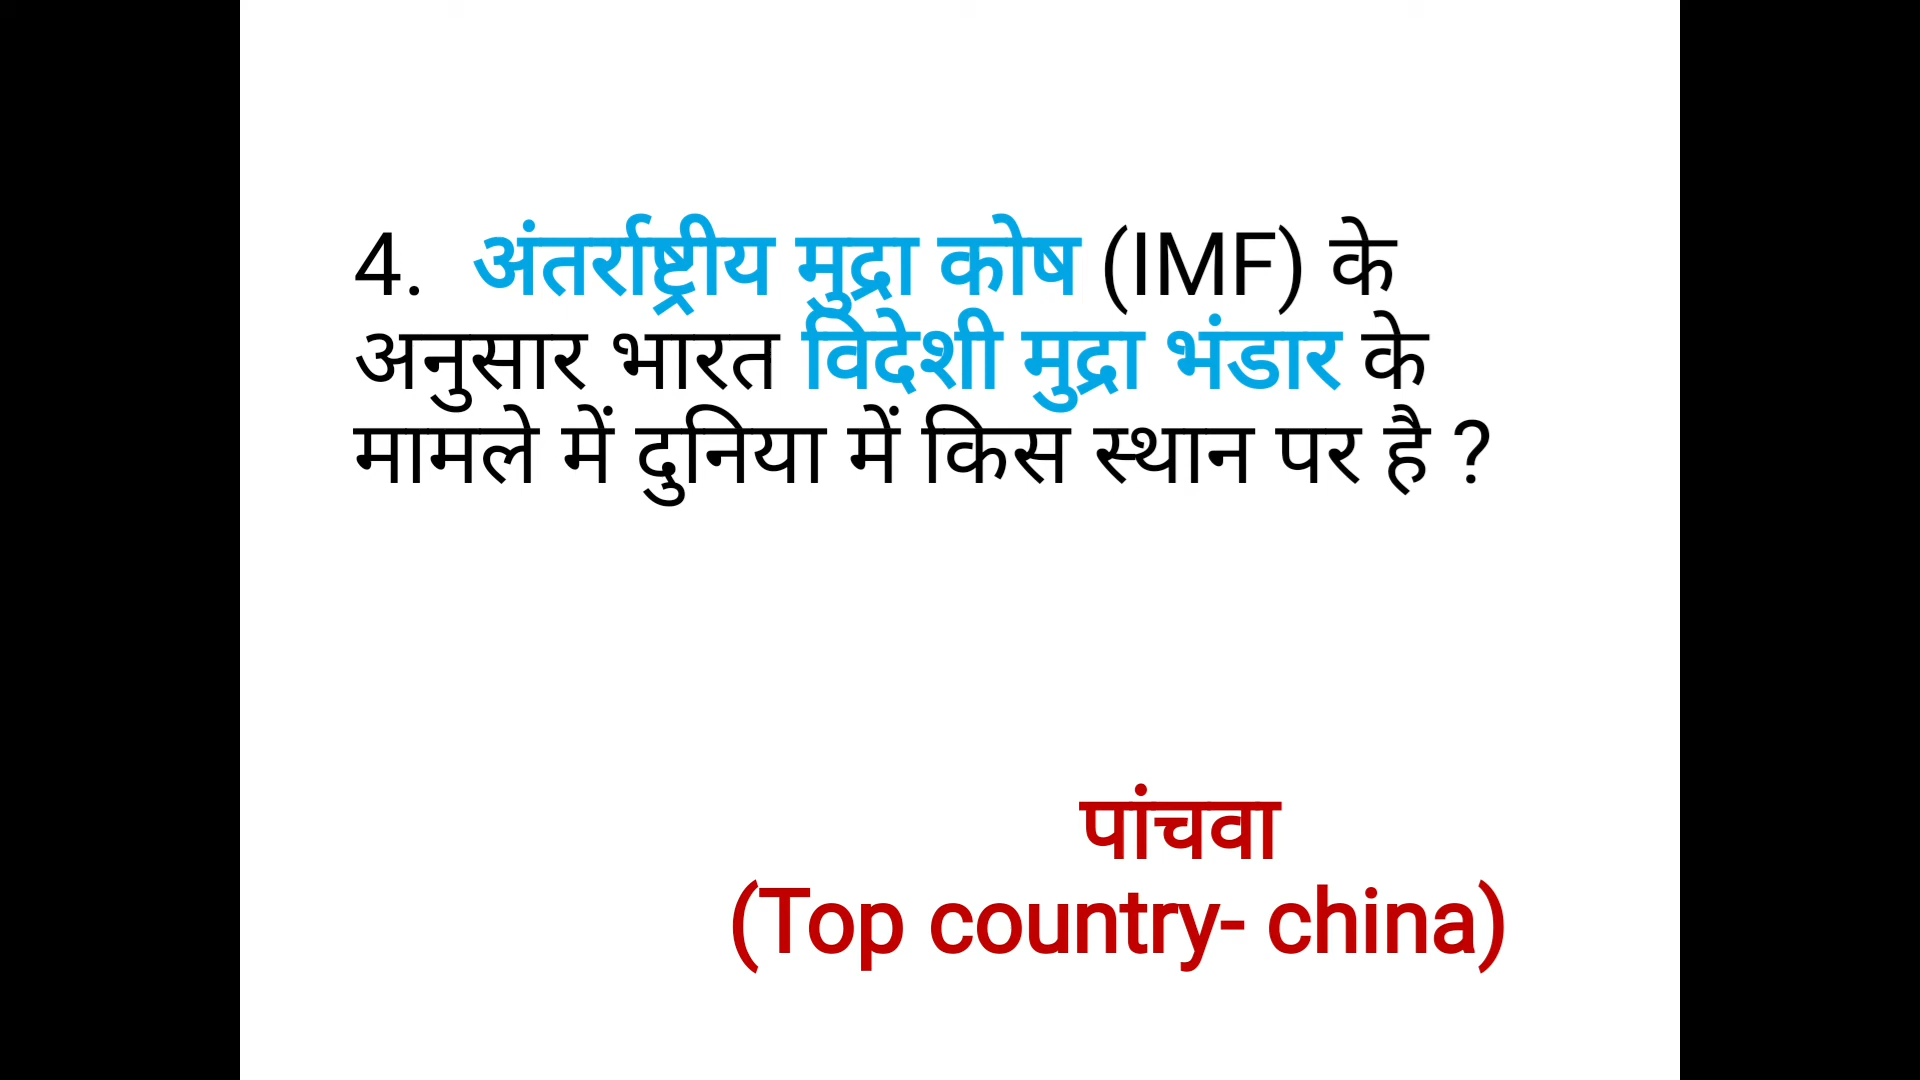 4. अंतर्राष्ट्रीय मुद्रा कोष (IMF) के
अनुसार भारत विदेशी मुद्रा भंडार के
मामले में दुनिया में किस स्थान पर है ?
पांचवा
(Top country- china)